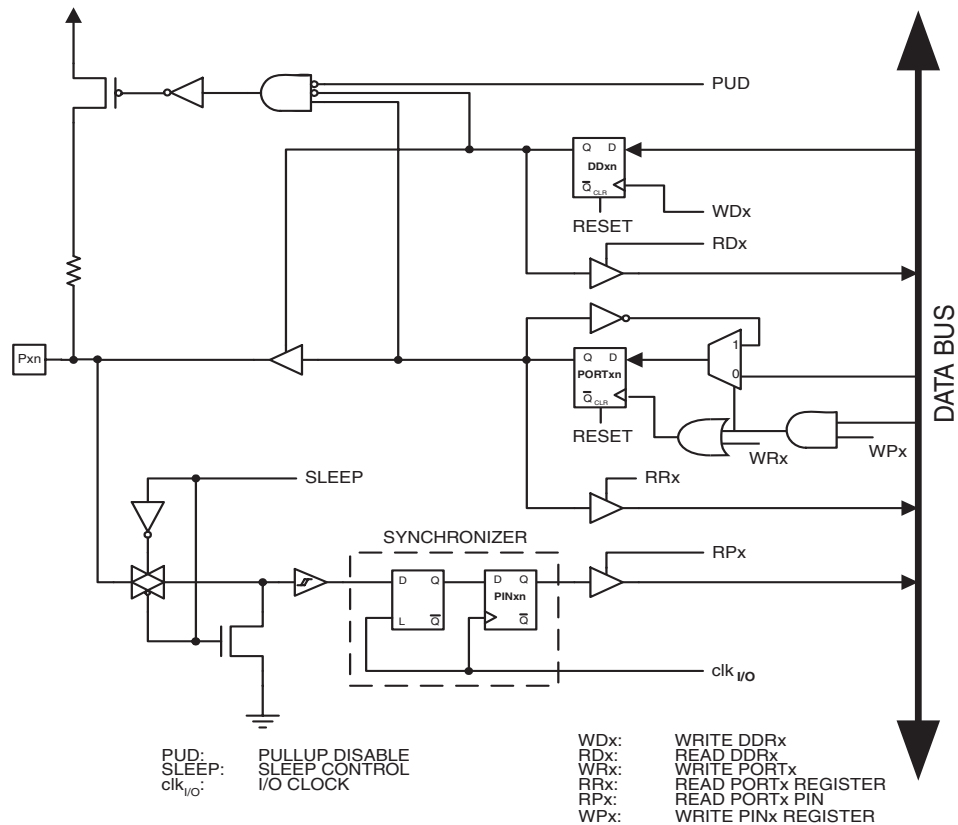 PUD
Q D
DDxn
Q CLR
WDx
RESET
RDx
Pxn
1
Q D
PORTxn
0
Q CLR
RESET
WRx
WPx
DATA BUS
SLEEP
RRx
SYNCHRONIZER
RPx
D Q
D Q
PINxn
L Q
Q
clk I/O
PUD: PULLUP DISABLE
SLEEP: SLEEP CONTROL
clkI/O: I/O CLOCK
WDx: WRITE DDRx
RDx: READ DDRx
WRx: WRITE PORTx
RRx: READ PORTx REGISTER
RPx: READ PORTx PIN
WPx: WRITE PINx REGISTER